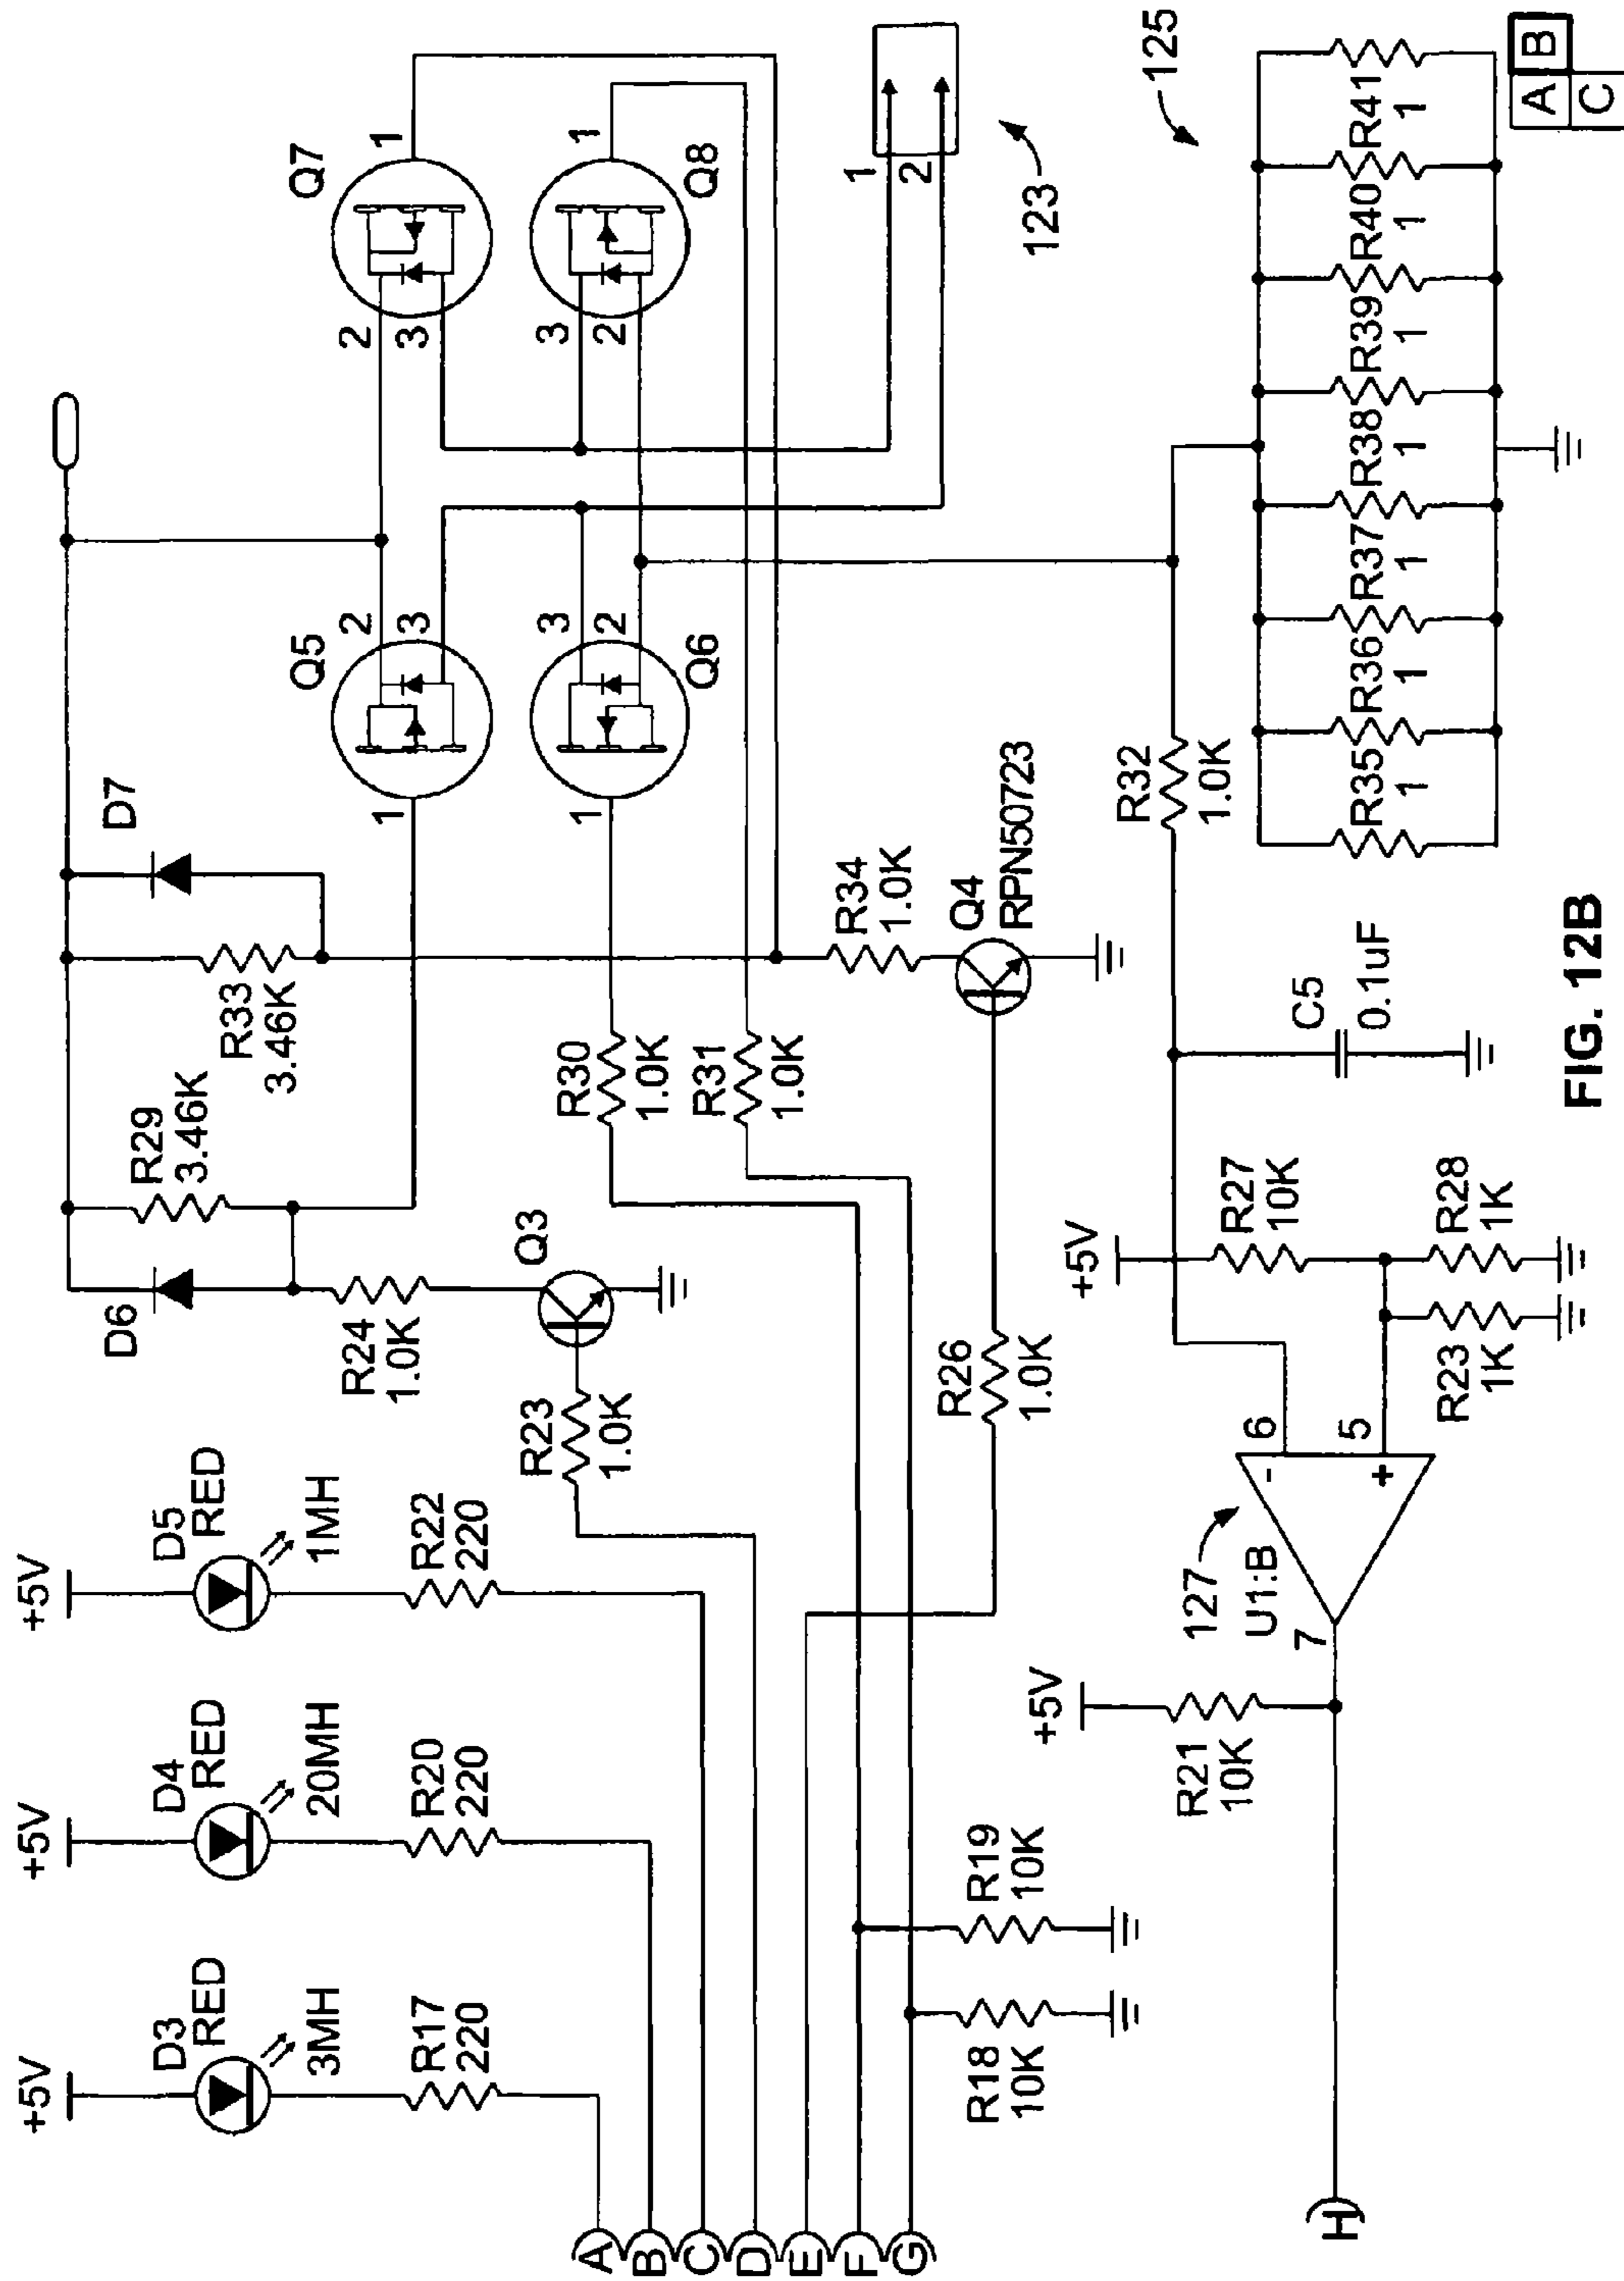 +5V
+5V
+5V
D3
RED
3MH
D4
RED
20MH
D5
RED
1MH
R17
220
R20
220
R22
220
D6
D7
R29
3.46K
R33
3.46K
R24
1.0K
Q3
R23
1.0K
Q5
1
2
3
Q7
1
2
3
Q6
1
3
2
Q8
1
3
2
R30
1.0K
R31
1.0K
R34
1.0K
Q4
RPN50723
R26
1.0K
1
2
123
A
B
C
D
E
F
G
R18
10K
R19
10K
+5V
R21
10K
127
U1:B
7
6
5
-
+
+5V
R27
10K
R23
1K
R28
1K
C5
0.1uF
R32
1.0K
125
R35
1
R36
1
R37
1
R38
1
R39
1
R40
1
R41
1
H
FIG. 12B
A B
C